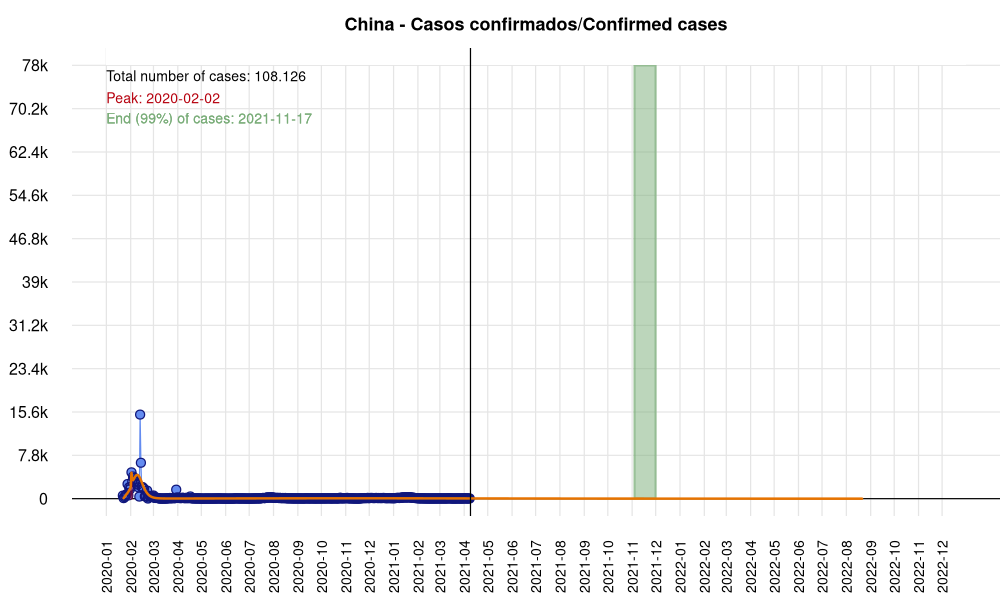 China - Casos confirmados/Confirmed cases
Total number of cases: 108.126
Peak: 2020-02-02
End (99%) of cases: 2021-11-17
78k
70.2k
62.4k
54.6k
46.8k
39k
31.2k
23.4k
15.6k
7.8k
0
2020-01
2020-02
2020-03
2020-04
2020-05
2020-06
2020-07
2020-08
2020-09
2020-10
2020-11
2020-12
2021-01
2021-02
2021-03
2021-04
2021-05
2021-06
2021-07
2021-08
2021-09
2021-10
2021-11
2021-12
2022-01
2022-02
2022-03
2022-04
2022-05
2022-06
2022-07
2022-08
2022-09
2022-10
2022-11
2022-12